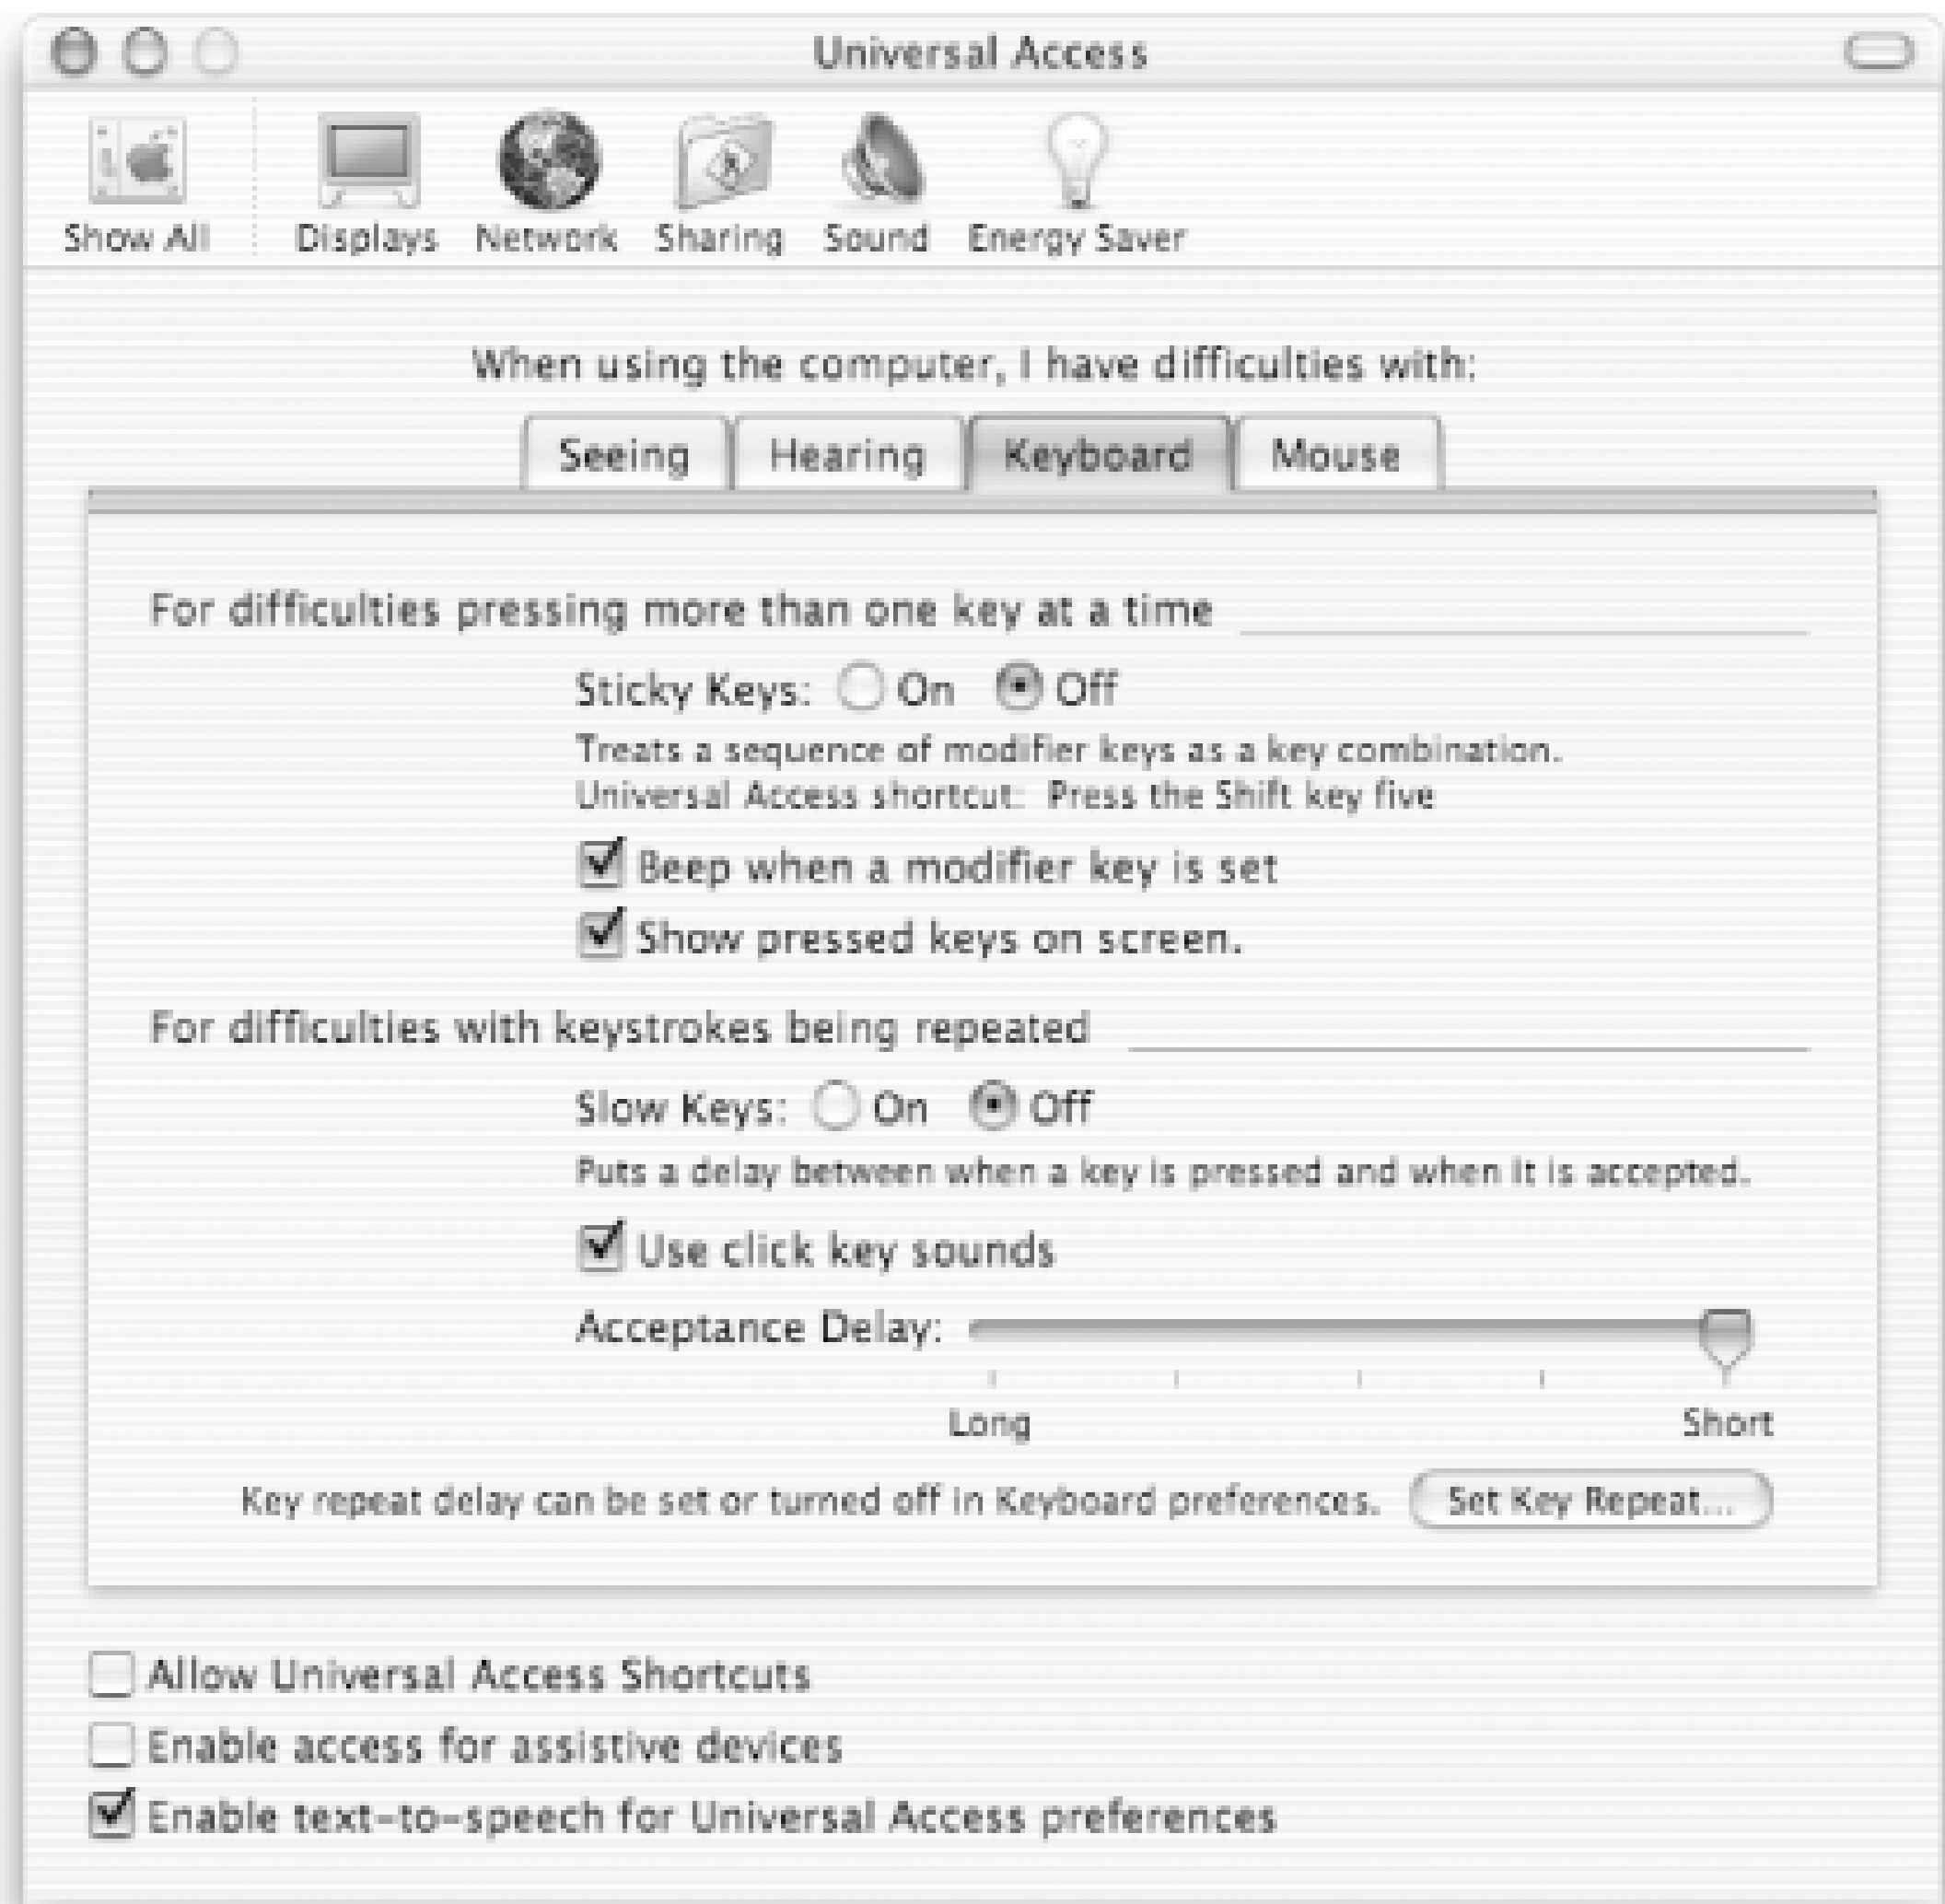 Universal Access
Show All Displays Network Sharing Sound Energy Saver
When using the computer, I have difficulties with:
Seeing Hearing Keyboard Mouse
For difficulties pressing more than one key at a time
Sticky Keys: On Off
Treats a sequence of modifier keys as a key combination.
Universal Access shortcut: Press the Shift key five
Beep when a modifier key is set
Show pressed keys on screen.
For difficulties with keystrokes being repeated
Slow Keys: On Off
Puts a delay between when a key is pressed and when it is accepted.
Use click key sounds
Acceptance Delay:
Long Short
Key repeat delay can be set or turned off in Keyboard preferences. Set Key Repeat...
Allow Universal Access Shortcuts
Enable access for assistive devices
Enable text-to-speech for Universal Access preferences